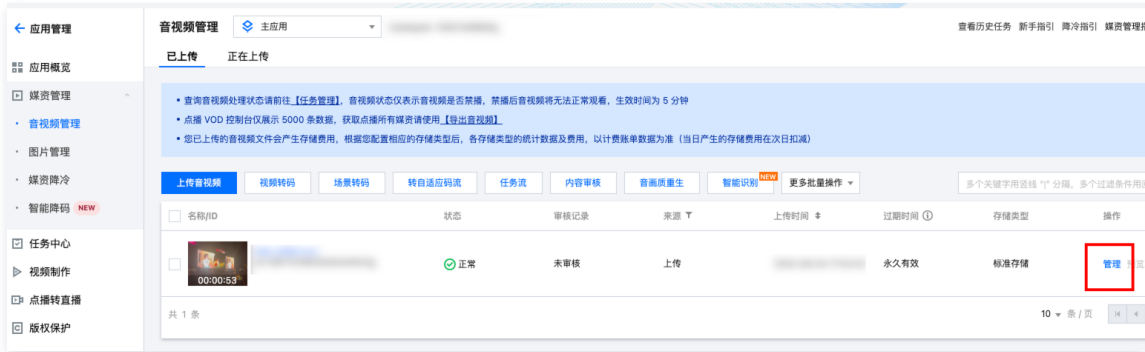 应用管理
音视频管理 主应用
查看历史任务 新手指引 降冷指引 媒资管理
已上传 正在上传
应用概览
媒资管理
音视频管理
图片管理
媒资降冷
智能降码 NEW
任务中心
视频制作
点播转直播
版权保护
• 查询音视频处理状态请前往【任务管理】，音视频状态仅表示音视频是否禁播，禁播后音视频将无法正常观看，生效时间为 5 分钟
• 点播 VOD 控制台仅展示 5000 条数据，获取点播所有媒资请使用【导出音视频】
• 您已上传的音视频文件会产生存储费用，根据您配置相应的存储类型后，各存储类型的统计数据及费用，以计费账单数据为准（当日产生的存储费用在次日扣减）
上传音视频 视频转码 场景转码 转自适应码流 任务流 内容审核 音画质重生 智能识别 NEW 更多批量操作
多个关键字用竖线 "|" 分隔，多个过滤条件用
名称/ID 状态 审核记录 来源 上传时间 过期时间 存储类型 操作
00:00:53 正常 未审核 上传 永久有效 标准存储 管理
共 1 条 10 条 / 页